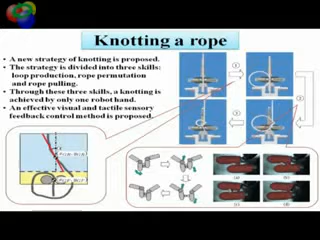 Knotting a rope
• A new strategy of knotting is proposed.
• The strategy is divided into three skills:
loop production, rope permutation
and rope pulling.
• Through these three skills, a knotting is
achieved by only one robot hand.
• An effective visual and tactile sensory
feedback control method is proposed.
(a)
(b)
(c)
(d)